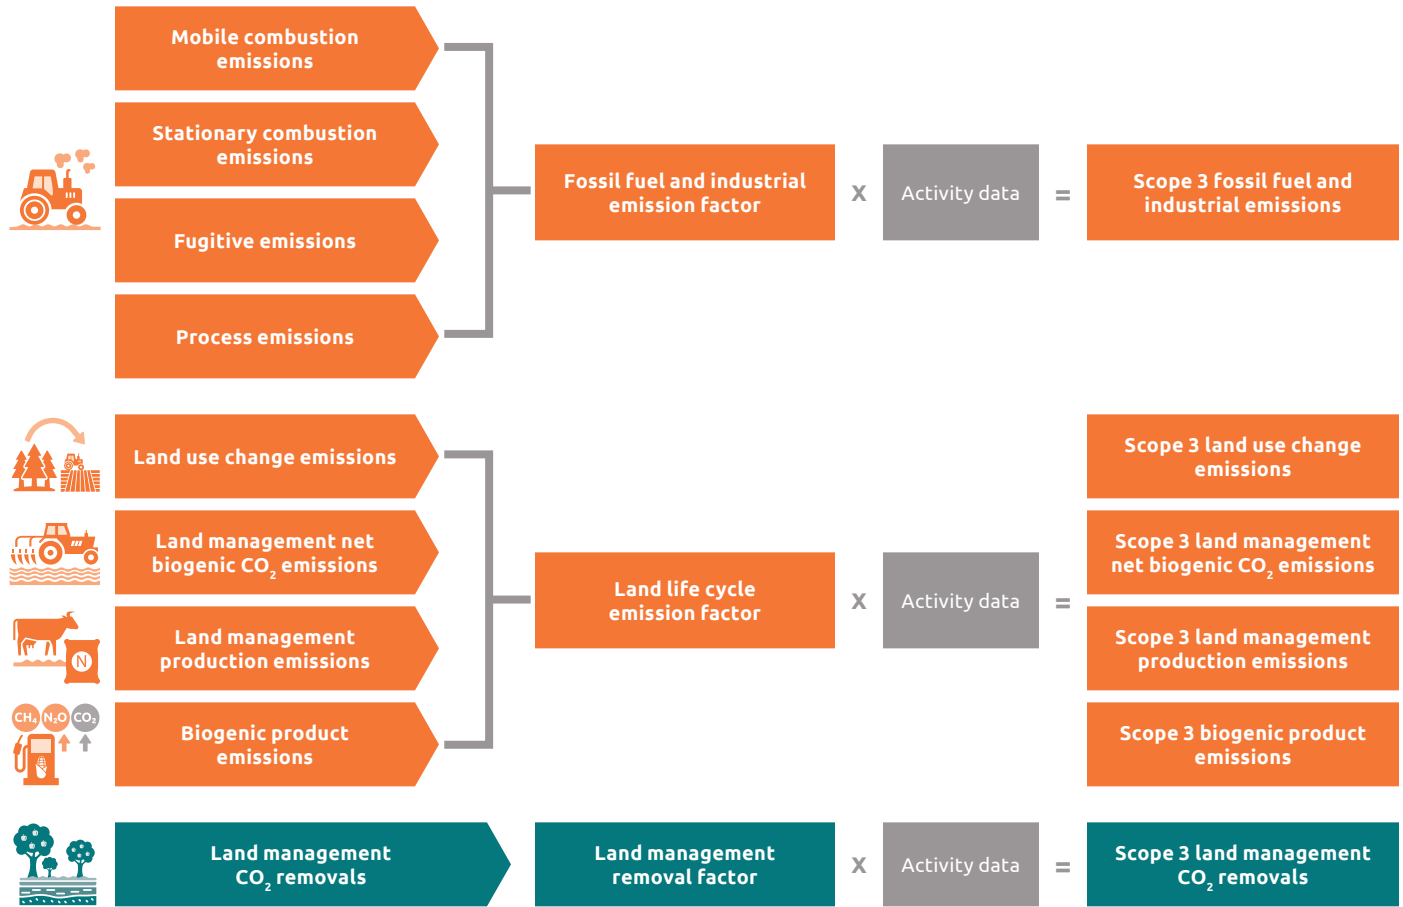 Mobile combustion
emissions
Stationary combustion
emissions
Fugitive emissions
Process emissions
Fossil fuel and industrial
emission factor
X
Activity data
=
Scope 3 fossil fuel and
industrial emissions
Land use change emissions
Land management net
biogenic CO₂ emissions
Land management
production emissions
N
CH₄ N₂O CO₂
Biogenic product
emissions
Land life cycle
emission factor
X
Activity data
=
Scope 3 land use change
emissions
Scope 3 land management
net biogenic CO₂ emissions
Scope 3 land management
production emissions
Scope 3 biogenic product
emissions
Land management
CO₂ removals
Land management
removal factor
X
Activity data
=
Scope 3 land management
CO₂ removals